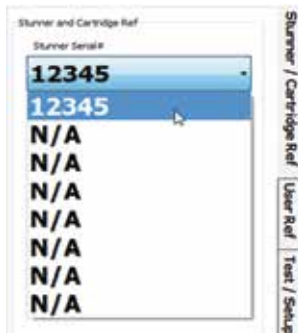 Stunner and Cartridge Ref
Stunner Serial#
12345
12345
N/A
N/A
N/A
N/A
N/A
N/A
N/A
Stunner / Cartridge Ref
User Ref
Test / Setup